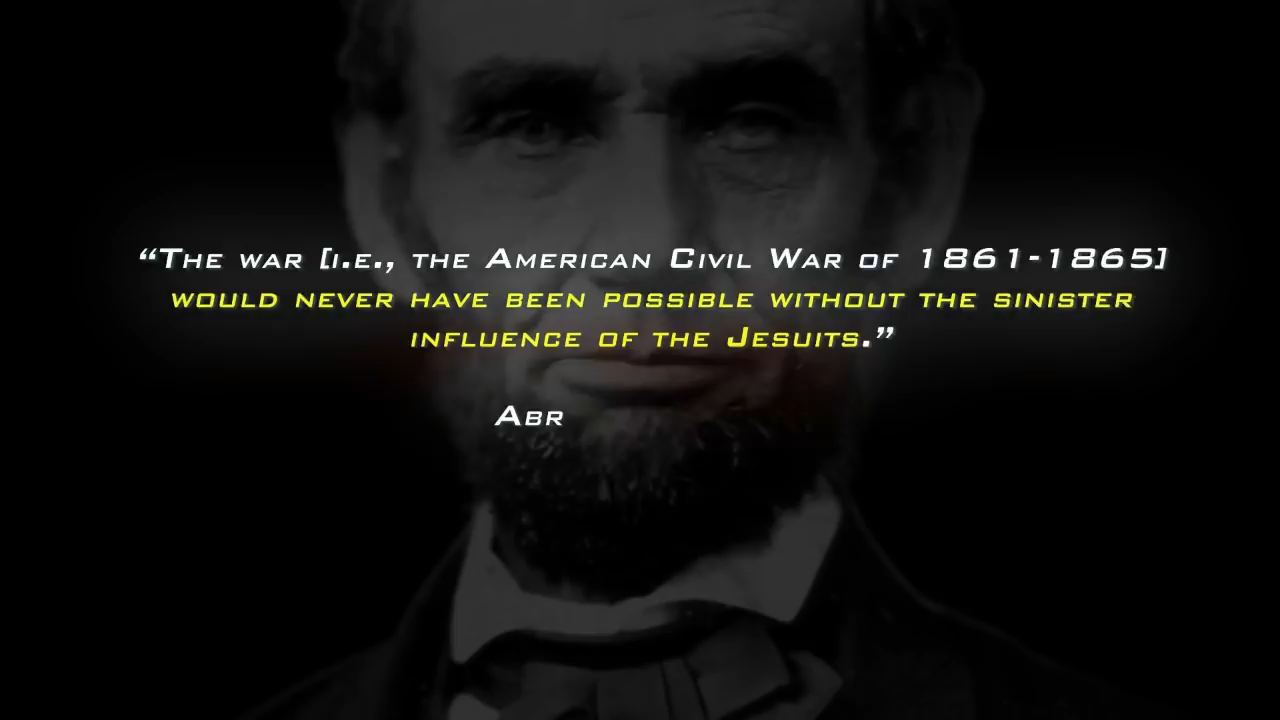 “The war [i.e., the American Civil War of 1861-1865]
would never have been possible without the sinister
influence of the Jesuits.”
Abr